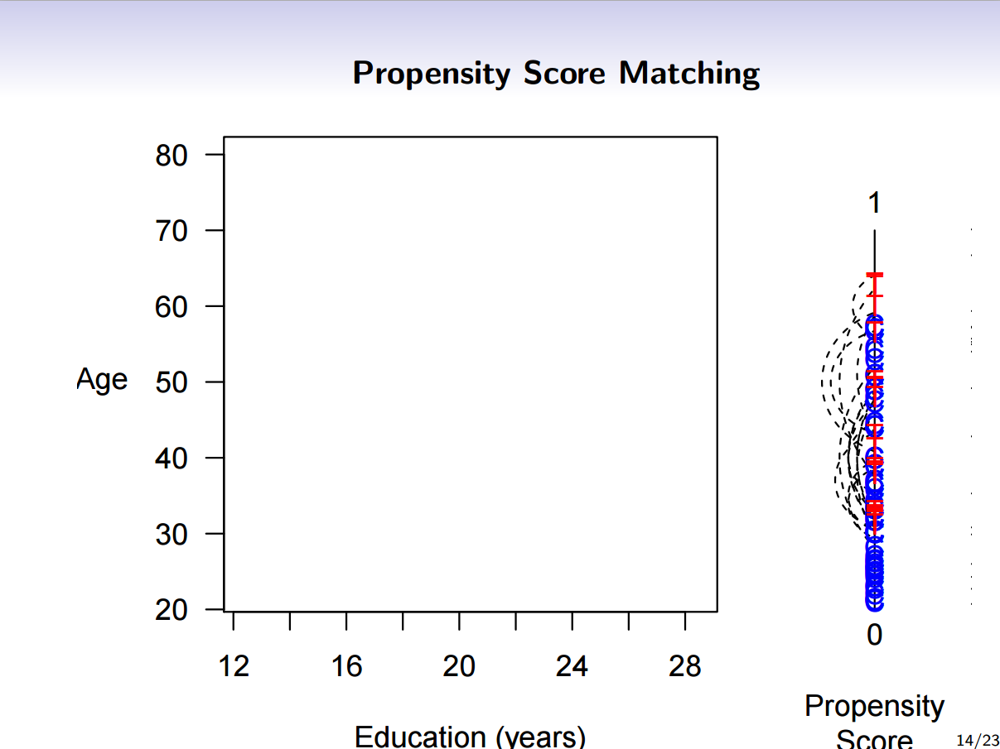 Propensity Score Matching
80
70
60
Age
50
40
30
20
12 16 20 24 28
Education (years)
1
0
Propensity
Score
14/23